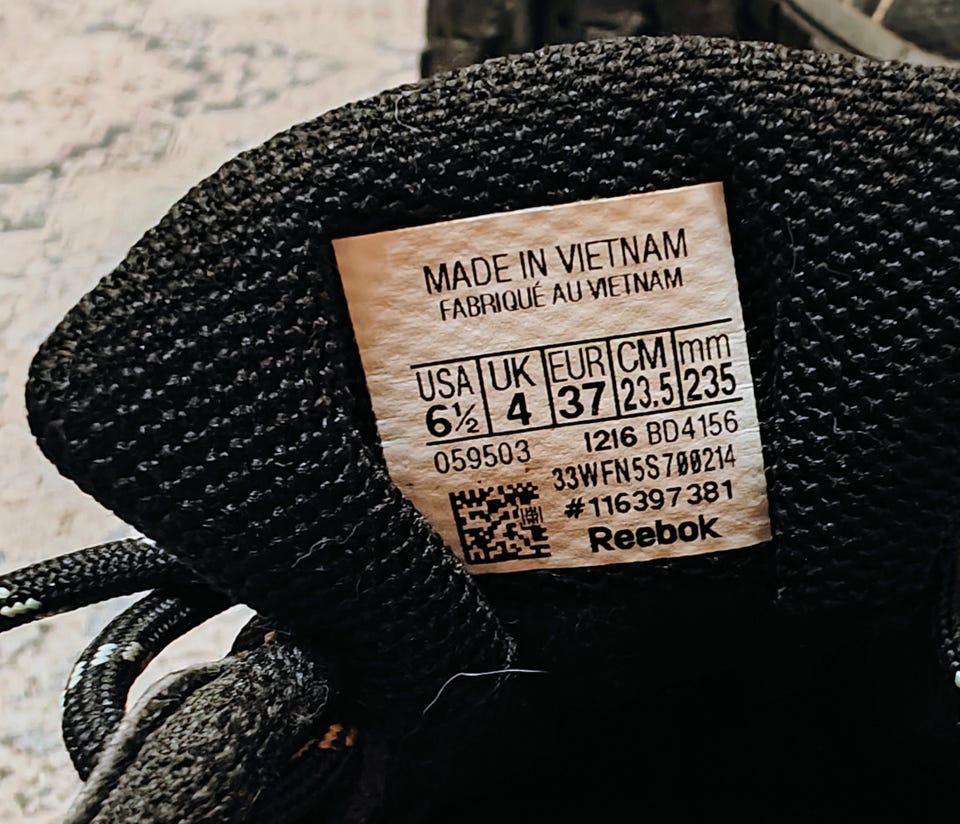 MADE IN VIETNAM
FABRIQUÉ AU VIETNAM
USA UK EUR CM mm
6½ 4 37 23.5 235
059503 1216 BD4156
33WFN5S700214
#116397381
Reebok